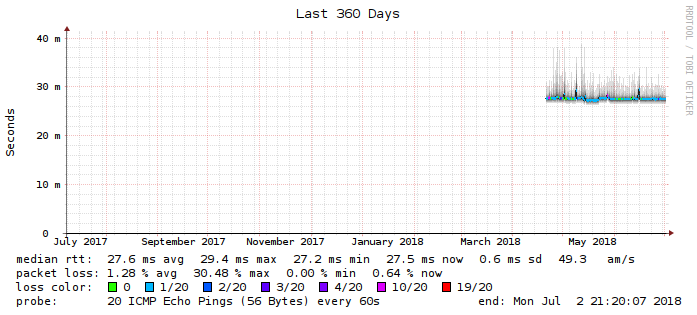 Last 360 Days
RRDTOOL / TOBI OETIKER
Seconds
40 m
30 m
20 m
10 m
0
July 2017 September 2017 November 2017 January 2018 March 2018 May 2018
median rtt: 27.6 ms avg 29.4 ms max 27.2 ms min 27.5 ms now 0.6 ms sd 49.3 am/s
packet loss: 1.28 % avg 30.48 % max 0.00 % min 0.64 % now
loss color: 0 1/20 2/20 3/20 4/20 10/20 19/20
probe: 20 ICMP Echo Pings (56 Bytes) every 60s end: Mon Jul 2 21:20:07 2018